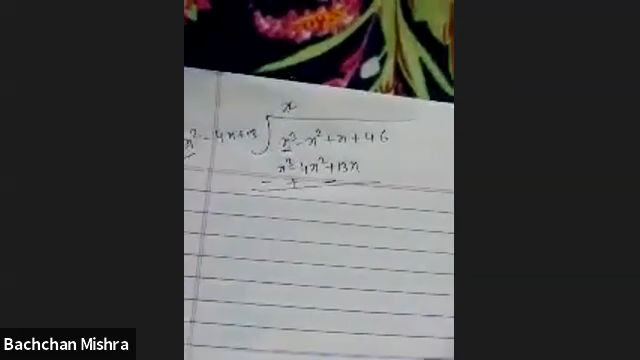 x
x² - 4x + 13 ) x³ - x² + x + 46
x³ - 4x² + 13x
- + -
Bachchan Mishra